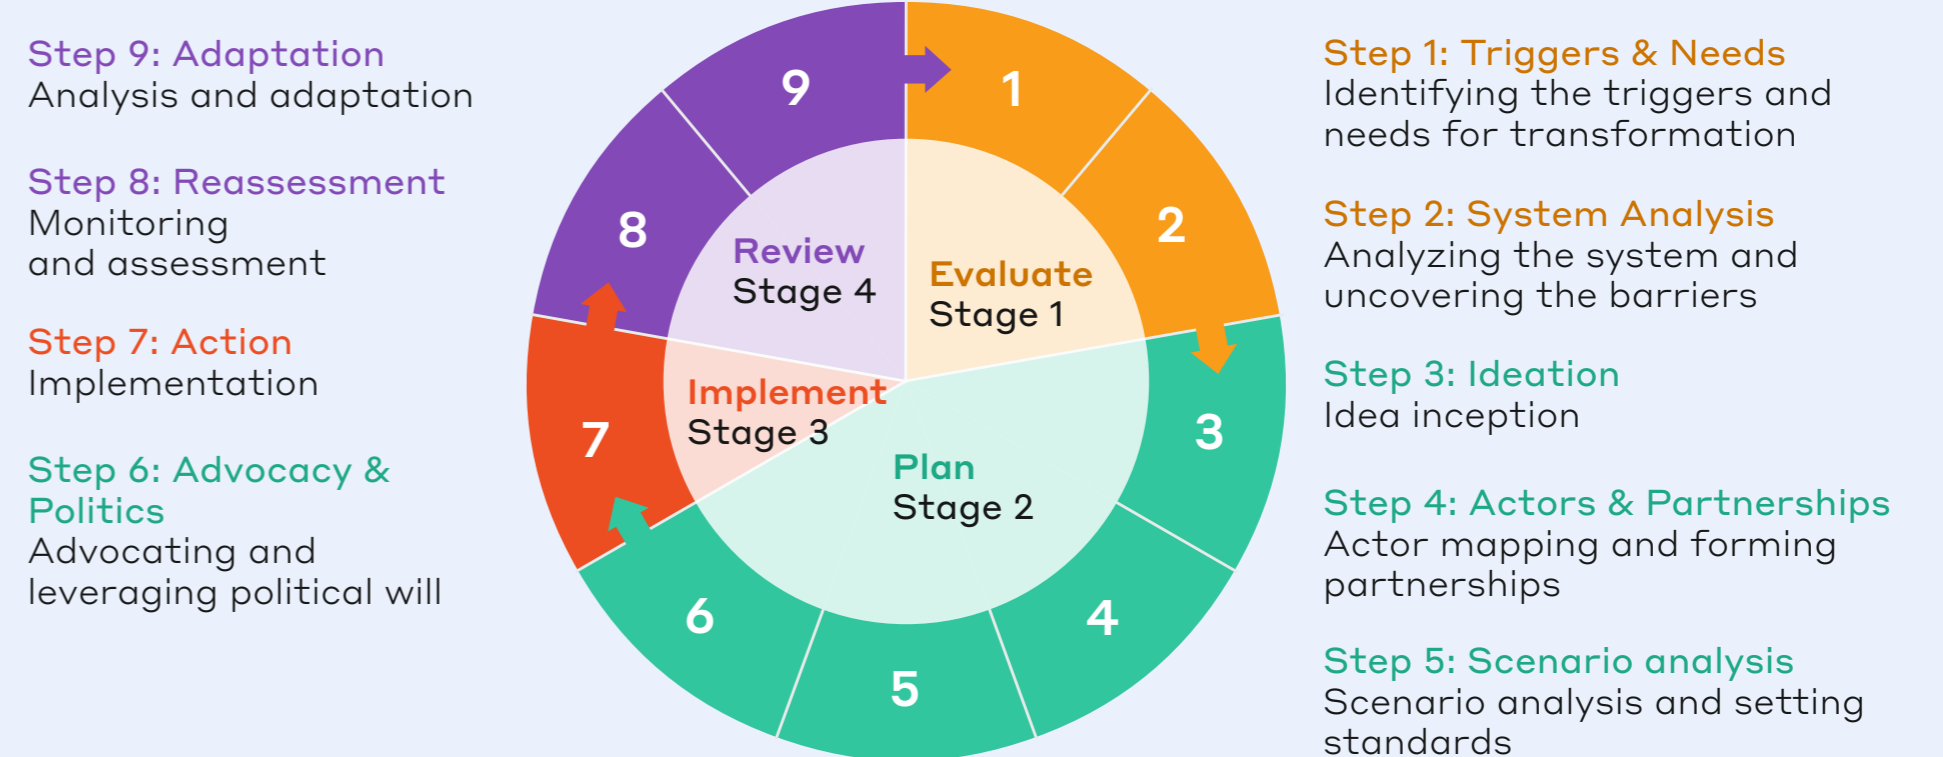 Step 9: Adaptation
Analysis and adaptation
Step 8: Reassessment
Monitoring
and assessment
Step 7: Action
Implementation
Step 6: Advocacy &
Politics
Advocating and
leveraging political will
9
1
8
2
Review
Stage 4
Evaluate
Stage 1
Implement
Stage 3
7
3
Plan
Stage 2
6
4
5
Step 1: Triggers & Needs
Identifying the triggers and
needs for transformation
Step 2: System Analysis
Analyzing the system and
uncovering the barriers
Step 3: Ideation
Idea inception
Step 4: Actors & Partnerships
Actor mapping and forming
partnerships
Step 5: Scenario analysis
Scenario analysis and setting
standards